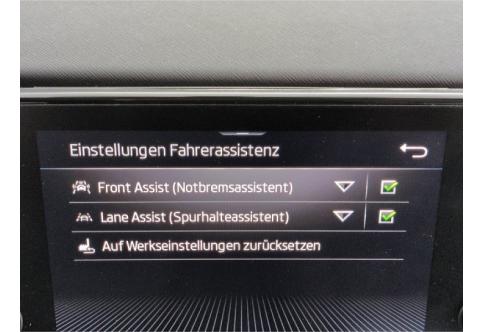 Einstellungen Fahrerassistenz
Front Assist (Notbremsassistent)
Lane Assist (Spurhalteassistent)
Auf Werkseinstellungen zurücksetzen